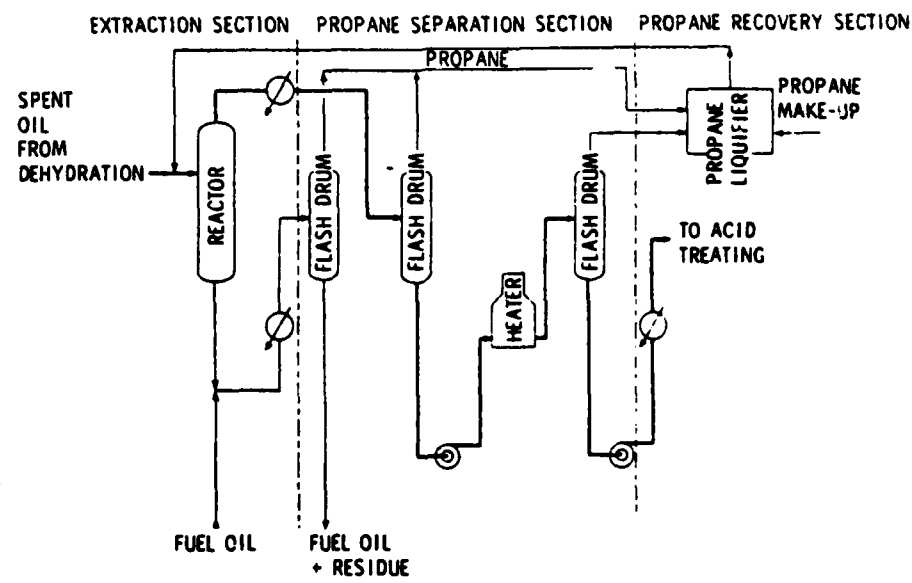 EXTRACTION SECTION
PROPANE SEPARATION SECTION
PROPANE RECOVERY SECTION
PROPANE
SPENT
OIL
FROM
DEHYDRATION
PROPANE
MAKE-UP
PROPANE
LIQUIFIER
REACTOR
FLASH DRUM
FLASH DRUM
FLASH DRUM
TO ACID
TREATING
HEATER
FUEL OIL
FUEL OIL
+ RESIDUE